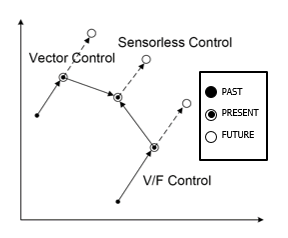 Sensorless Control
Vector Control
PAST
PRESENT
FUTURE
V/F Control